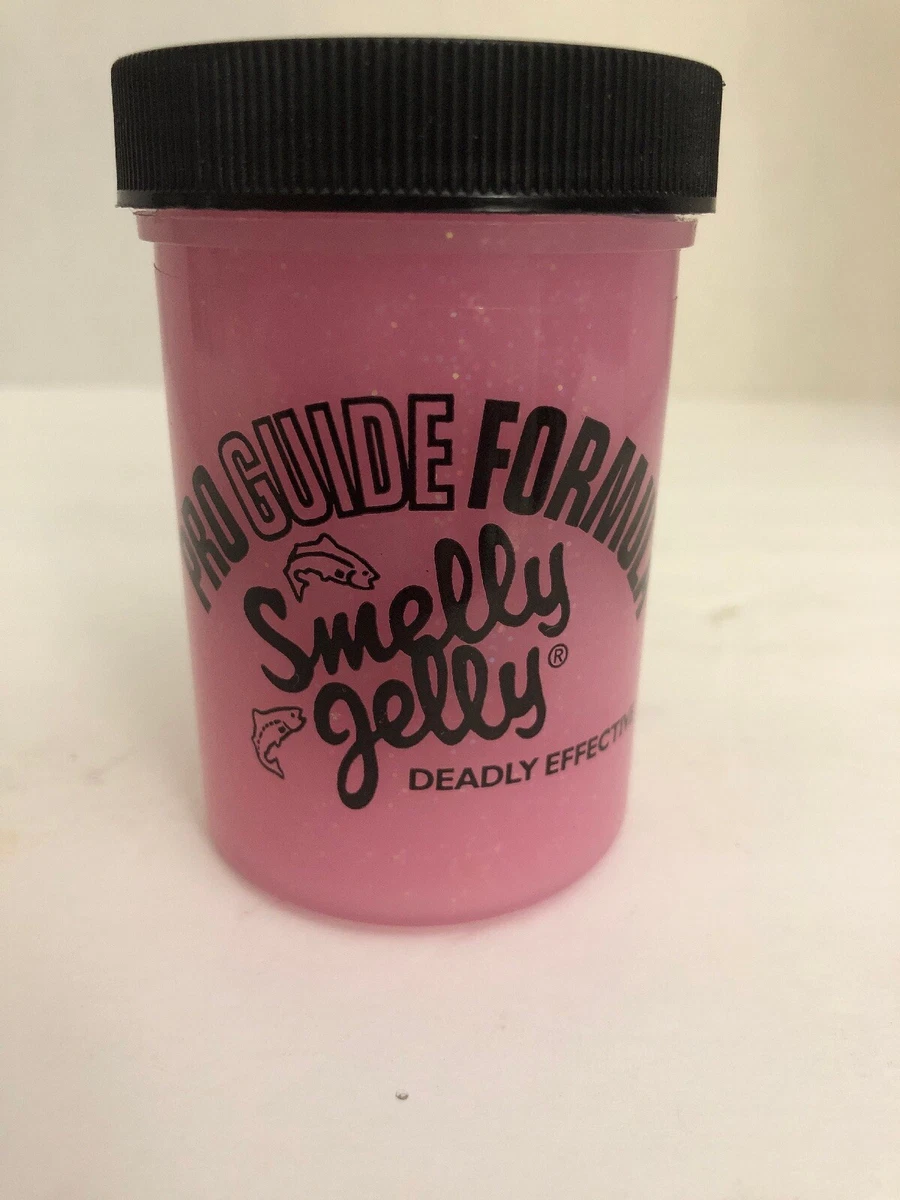 PRO GUIDE FORMULA
Smelly
Jelly®
DEADLY EFFECTIVE